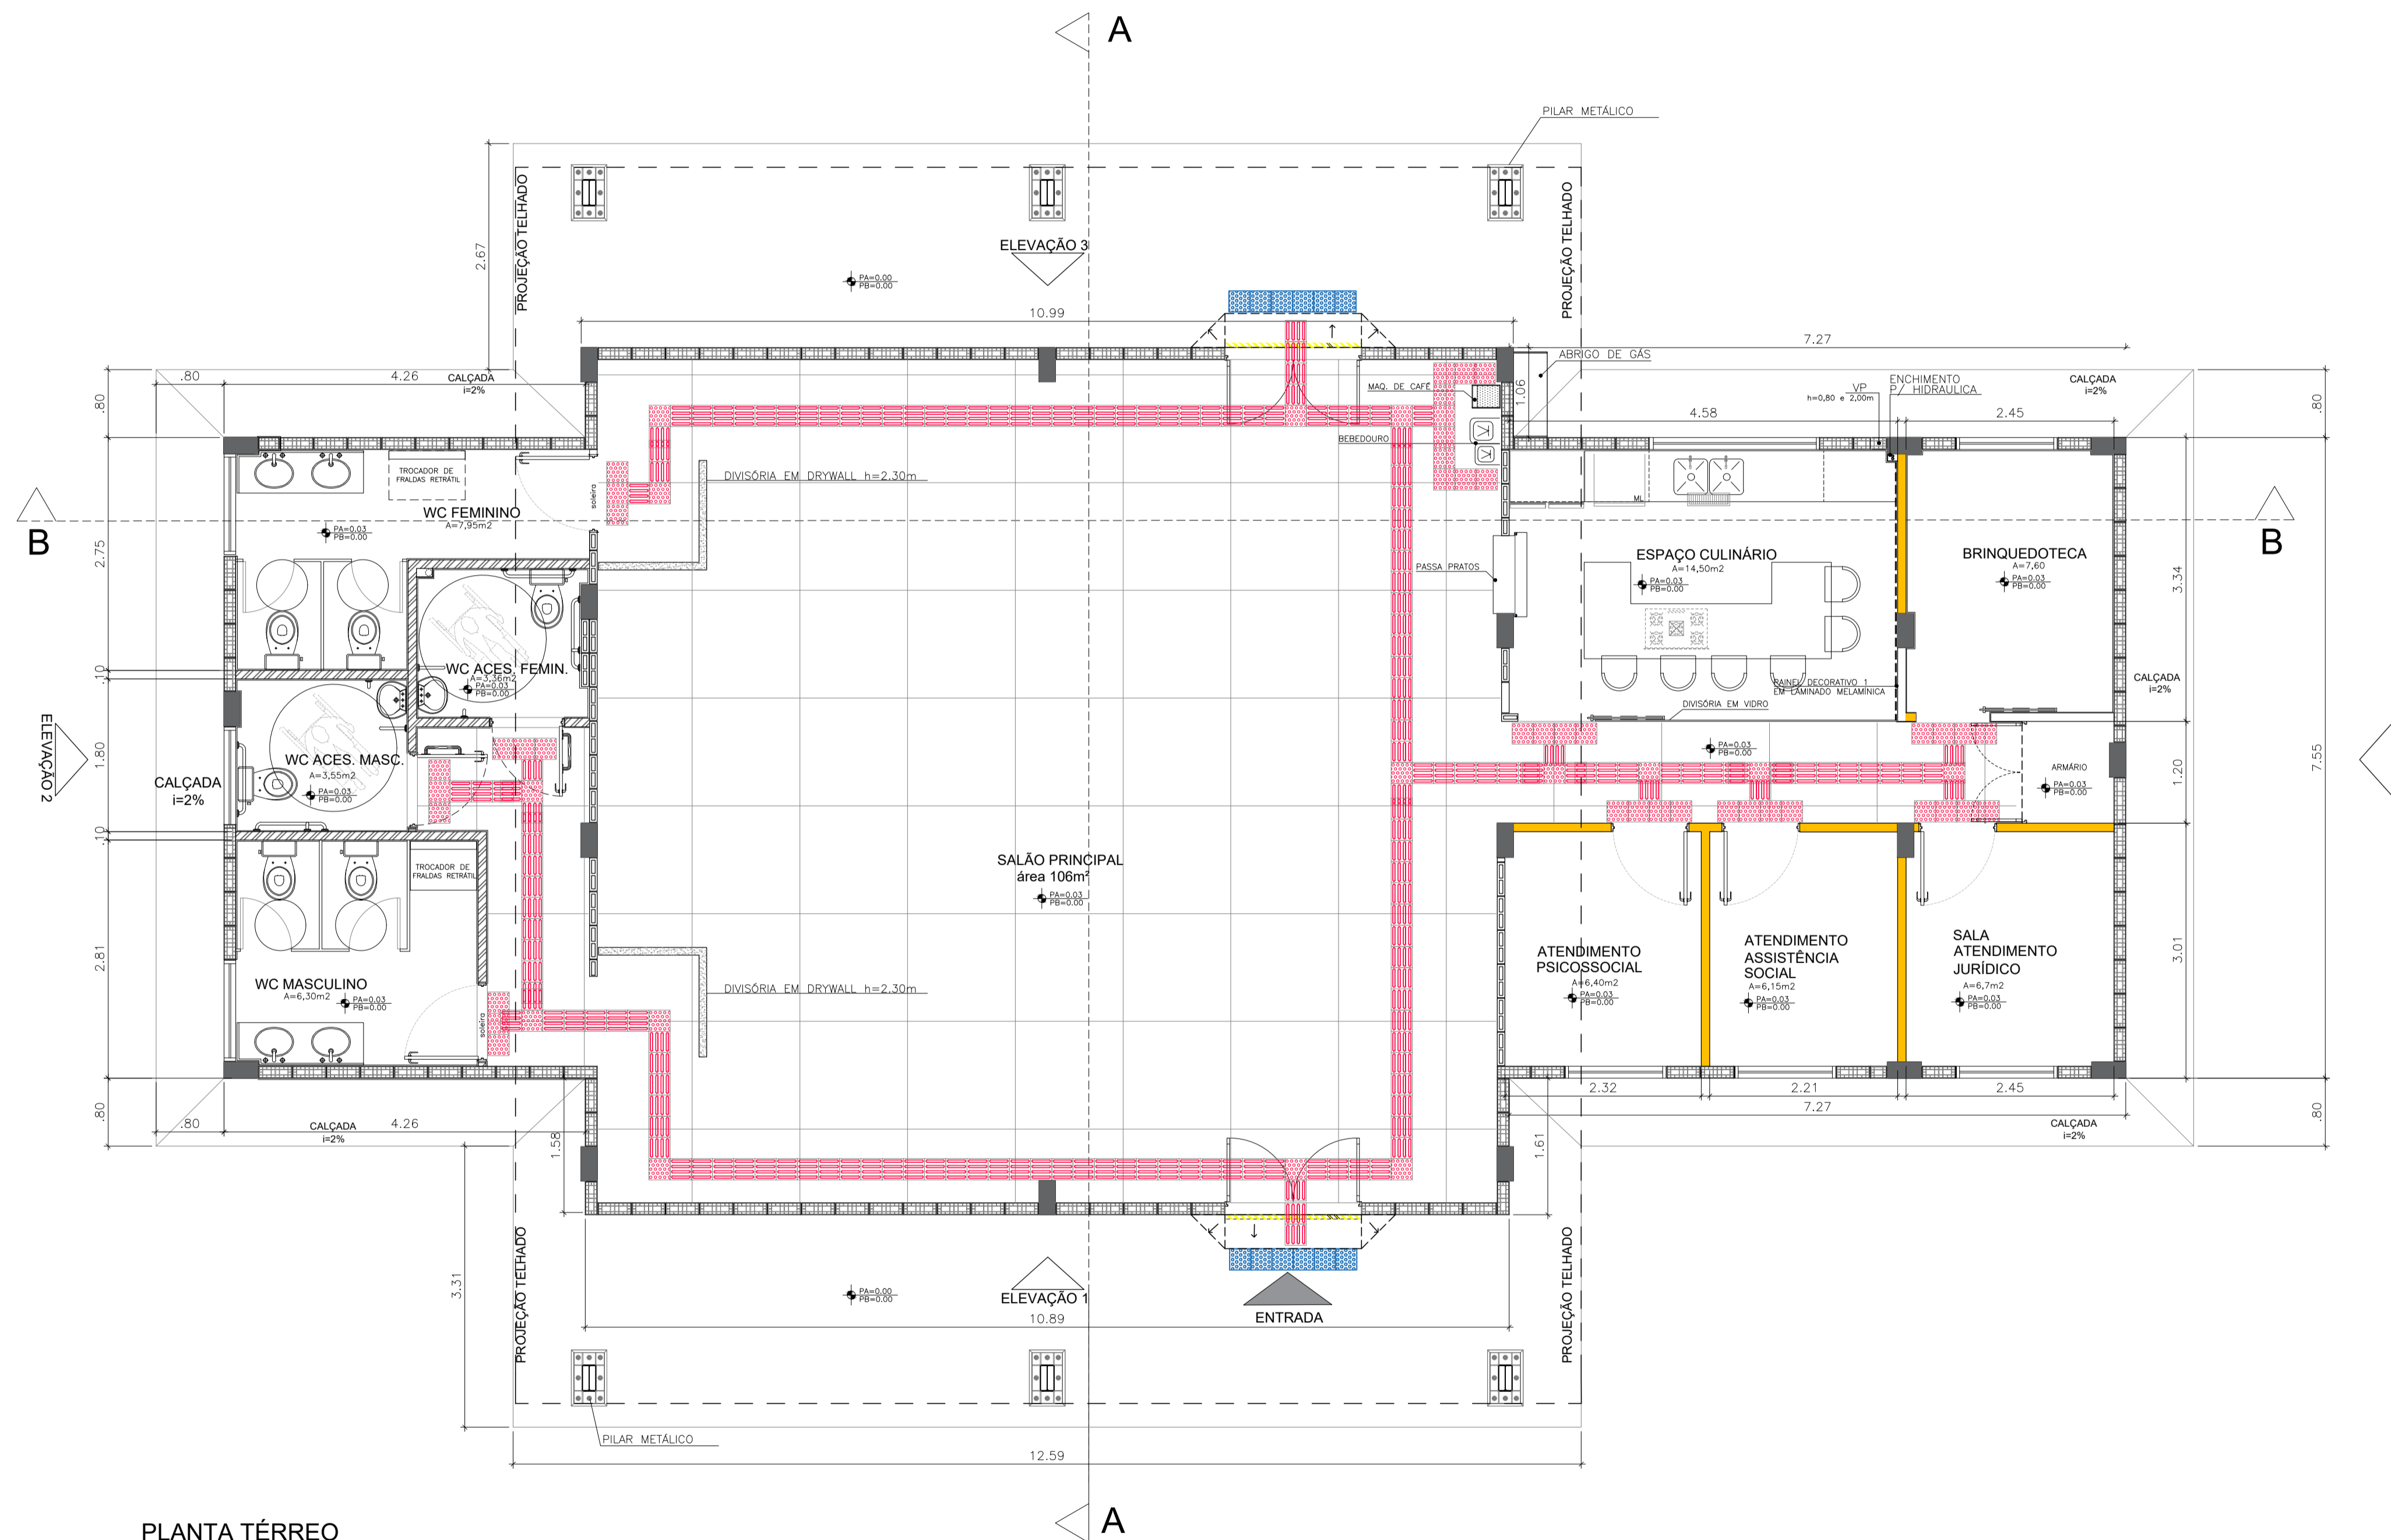 A
PILAR METÁLICO
PROJEÇÃO TELHADO
PROJEÇÃO TELHADO
2.67
ELEVAÇÃO 3
PA=0.00
PB=0.00
10.99
7.27
ABRIGO DE GÁS
ENCHIMENTO
P/ HIDRAULICA
VP
h=0,80 e 2,00m
CALÇADA
i=2%
.80
4.26
CALÇADA
i=2%
MAQ. DE CAFÉ
1.06
4.58
2.45
.80
.80
BEBEDOURO
TROCADOR DE
FRALDAS RETRÁTIL
soleira
DIVISÓRIA EM DRYWALL h=2.30m
ML
WC FEMININO
A=7,95m2
PA=0.03
PB=0.00
B
B
2.75
PASSA PRATOS
ESPAÇO CULINÁRIO
A=14,50m2
PA=0.03
PB=0.00
BRINQUEDOTECA
A=7,60
PA=0.03
PB=0.00
3.34
.10
WC ACES. FEMIN.
A=3,36m2
PA=0.03
PB=0.00
PAINEL DECORATIVO 1
EM LAMINADO MELAMÍNICA
DIVISÓRIA EM VIDRO
CALÇADA
i=2%
ELEVAÇÃO 2
1.80
CALÇADA
i=2%
WC ACES. MASC.
A=3,55m2
PA=0.03
PB=0.00
PA=0.03
PB=0.00
ARMÁRIO
PA=0.03
PB=0.00
1.20
7.55
.10
TROCADOR DE
FRALDAS RETRÁTIL
SALÃO PRINCIPAL
área 106m²
PA=0.03
PB=0.00
2.81
WC MASCULINO
A=6,30m2
PA=0.03
PB=0.00
soleira
DIVISÓRIA EM DRYWALL h=2.30m
ATENDIMENTO
PSICOSSOCIAL
A=6,40m2
PA=0.03
PB=0.00
ATENDIMENTO
ASSISTÊNCIA
SOCIAL
A=6,15m2
PA=0.03
PB=0.00
SALA
ATENDIMENTO
JURÍDICO
A=6,7m2
PA=0.03
PB=0.00
3.01
2.32
2.21
2.45
7.27
.80
.80
.80
CALÇADA
i=2%
4.26
1.58
1.61
CALÇADA
i=2%
PROJEÇÃO TELHADO
PROJEÇÃO TELHADO
3.31
PA=0.00
PB=0.00
ELEVAÇÃO 1
10.89
ENTRADA
PILAR METÁLICO
12.59
A
PLANTA TÉRREO